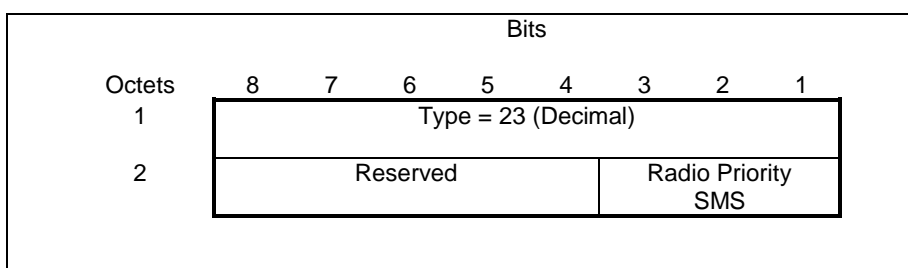 Bits
Octets 8 7 6 5 4 3 2 1
1 Type = 23 (Decimal)
2 Reserved Radio Priority
SMS